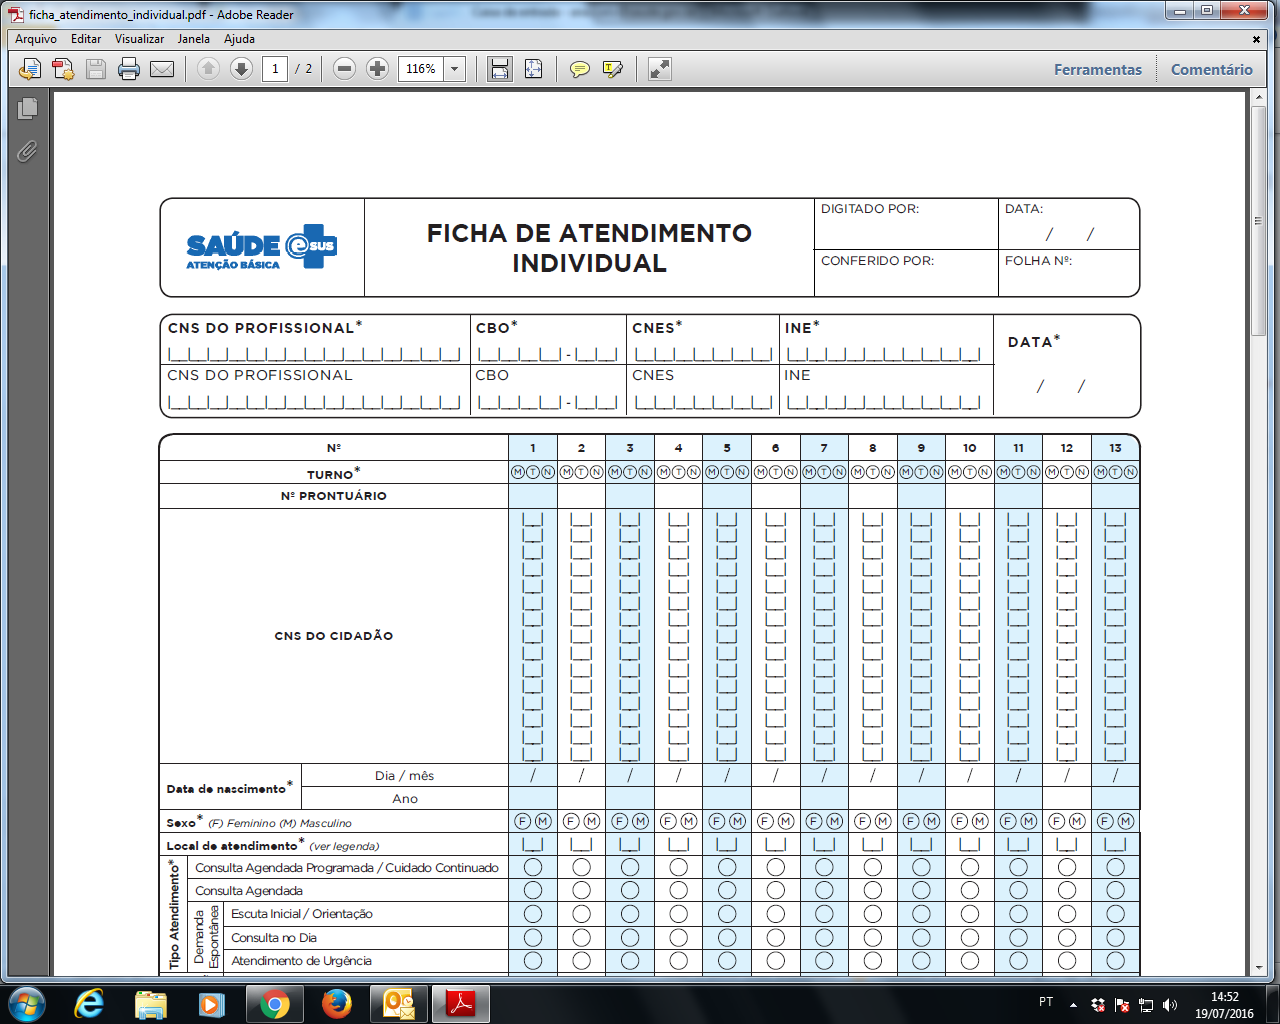 ficha_atendimento_individual.pdf - Adobe Reader
Arquivo Editar Visualizar Janela Ajuda
1 / 2 116% Ferramentas Comentário
SAÚDE e SUS
ATENÇÃO BÁSICA
FICHA DE ATENDIMENTO
INDIVIDUAL
DIGITADO POR: DATA:
/ /
CONFERIDO POR: FOLHA Nº:
CNS DO PROFISSIONAL* CBO* CNES* INE*
DATA*
/ /
CNS DO PROFISSIONAL CBO CNES INE
Nº 1 2 3 4 5 6 7 8 9 10 11 12 13
TURNO* M T N M T N M T N M T N M T N M T N M T N M T N M T N M T N M T N M T N M T N
Nº PRONTUÁRIO
CNS DO CIDADÃO
Data de nascimento*
Dia / mês / / / / / / / / / / / / /
Ano
Sexo* (F) Feminino (M) Masculino F M F M F M F M F M F M F M F M F M F M F M F M F M
Local de atendimento* (ver legenda)
Tipo Atendimento*
Consulta Agendada Programada / Cuidado Continuado
Consulta Agendada
Demanda
Espontânea
Escuta Inicial / Orientação
Consulta no Dia
Atendimento de Urgência
PT 14:52
19/07/2016